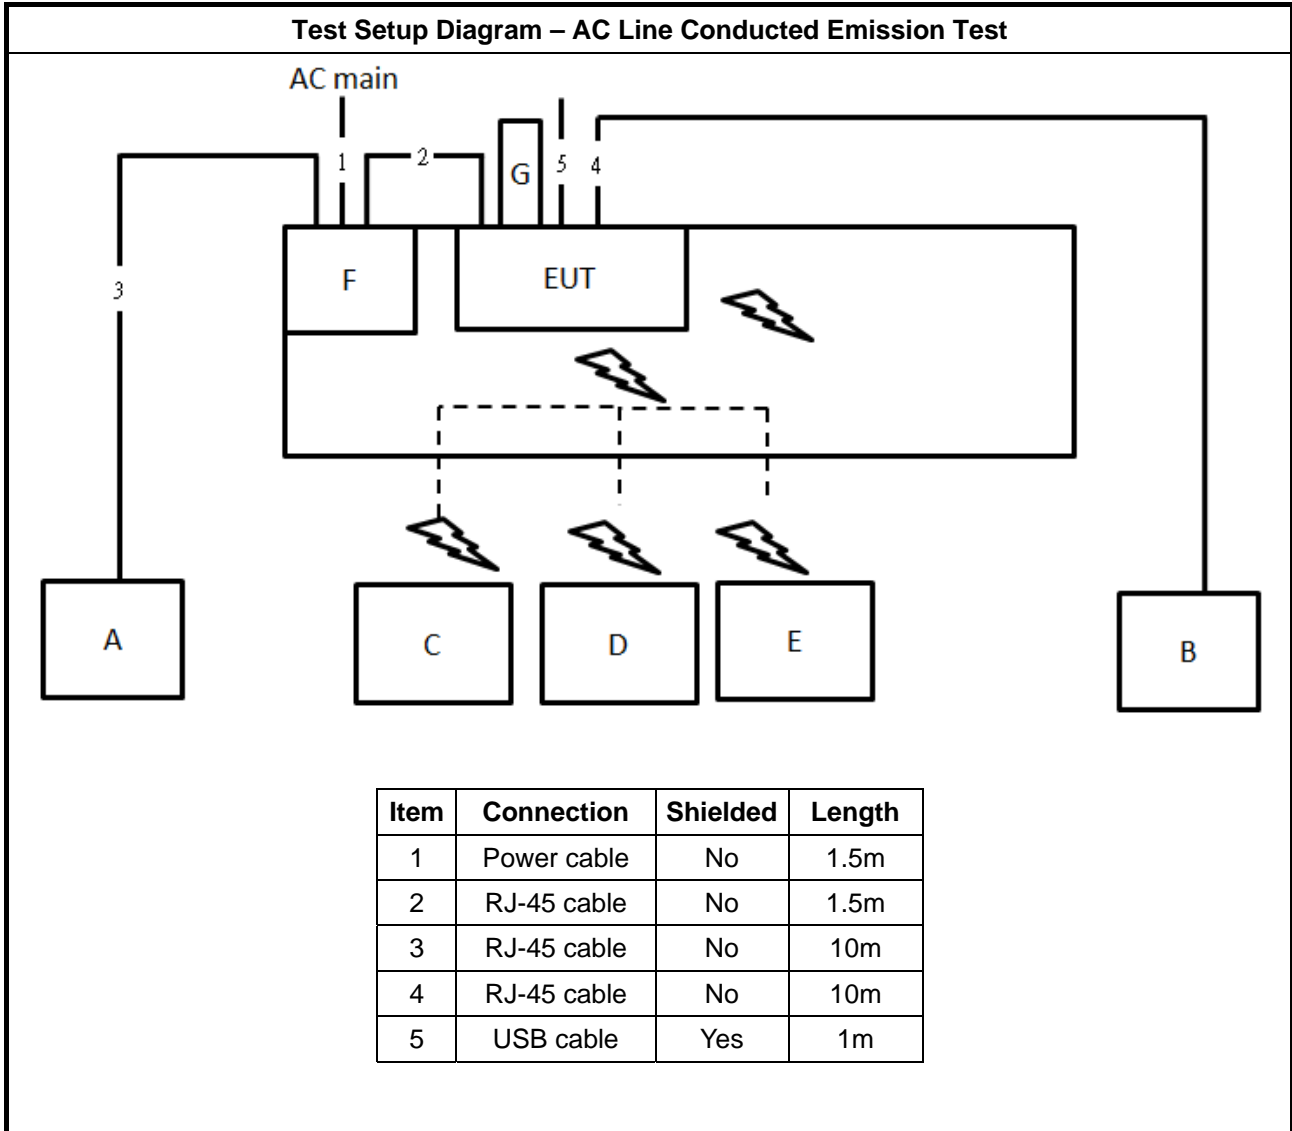 Test Setup Diagram – AC Line Conducted Emission Test
AC main
1
2
G
5
4
F
EUT
3
A
C
D
E
B
Item Connection Shielded Length
1 Power cable No 1.5m
2 RJ-45 cable No 1.5m
3 RJ-45 cable No 10m
4 RJ-45 cable No 10m
5 USB cable Yes 1m